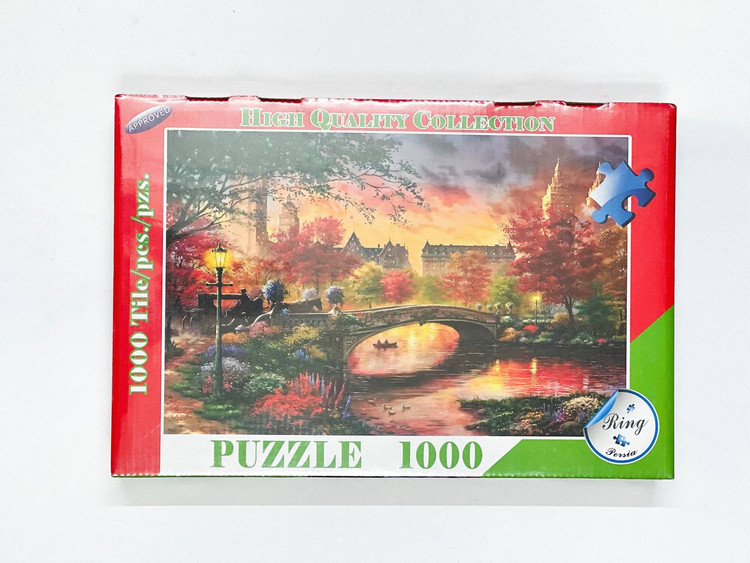 APPROVED
HIGH QUALITY COLLECTION
1000 Tile/pcs./pzs.
PUZZLE 1000
Ring
Persia